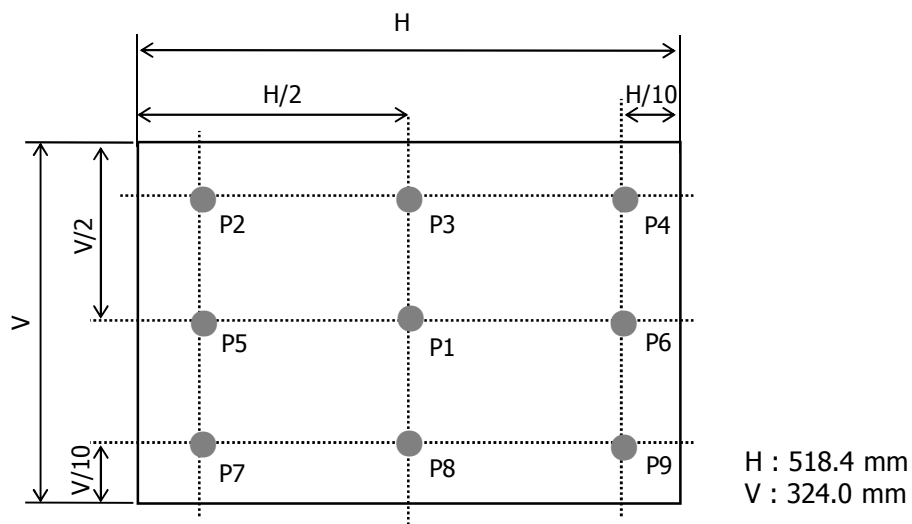 H
H/2
H/10
P2
P3
P4
V/2
V
P5
P1
P6
V/10
P7
P8
P9
H : 518.4 mm
V : 324.0 mm